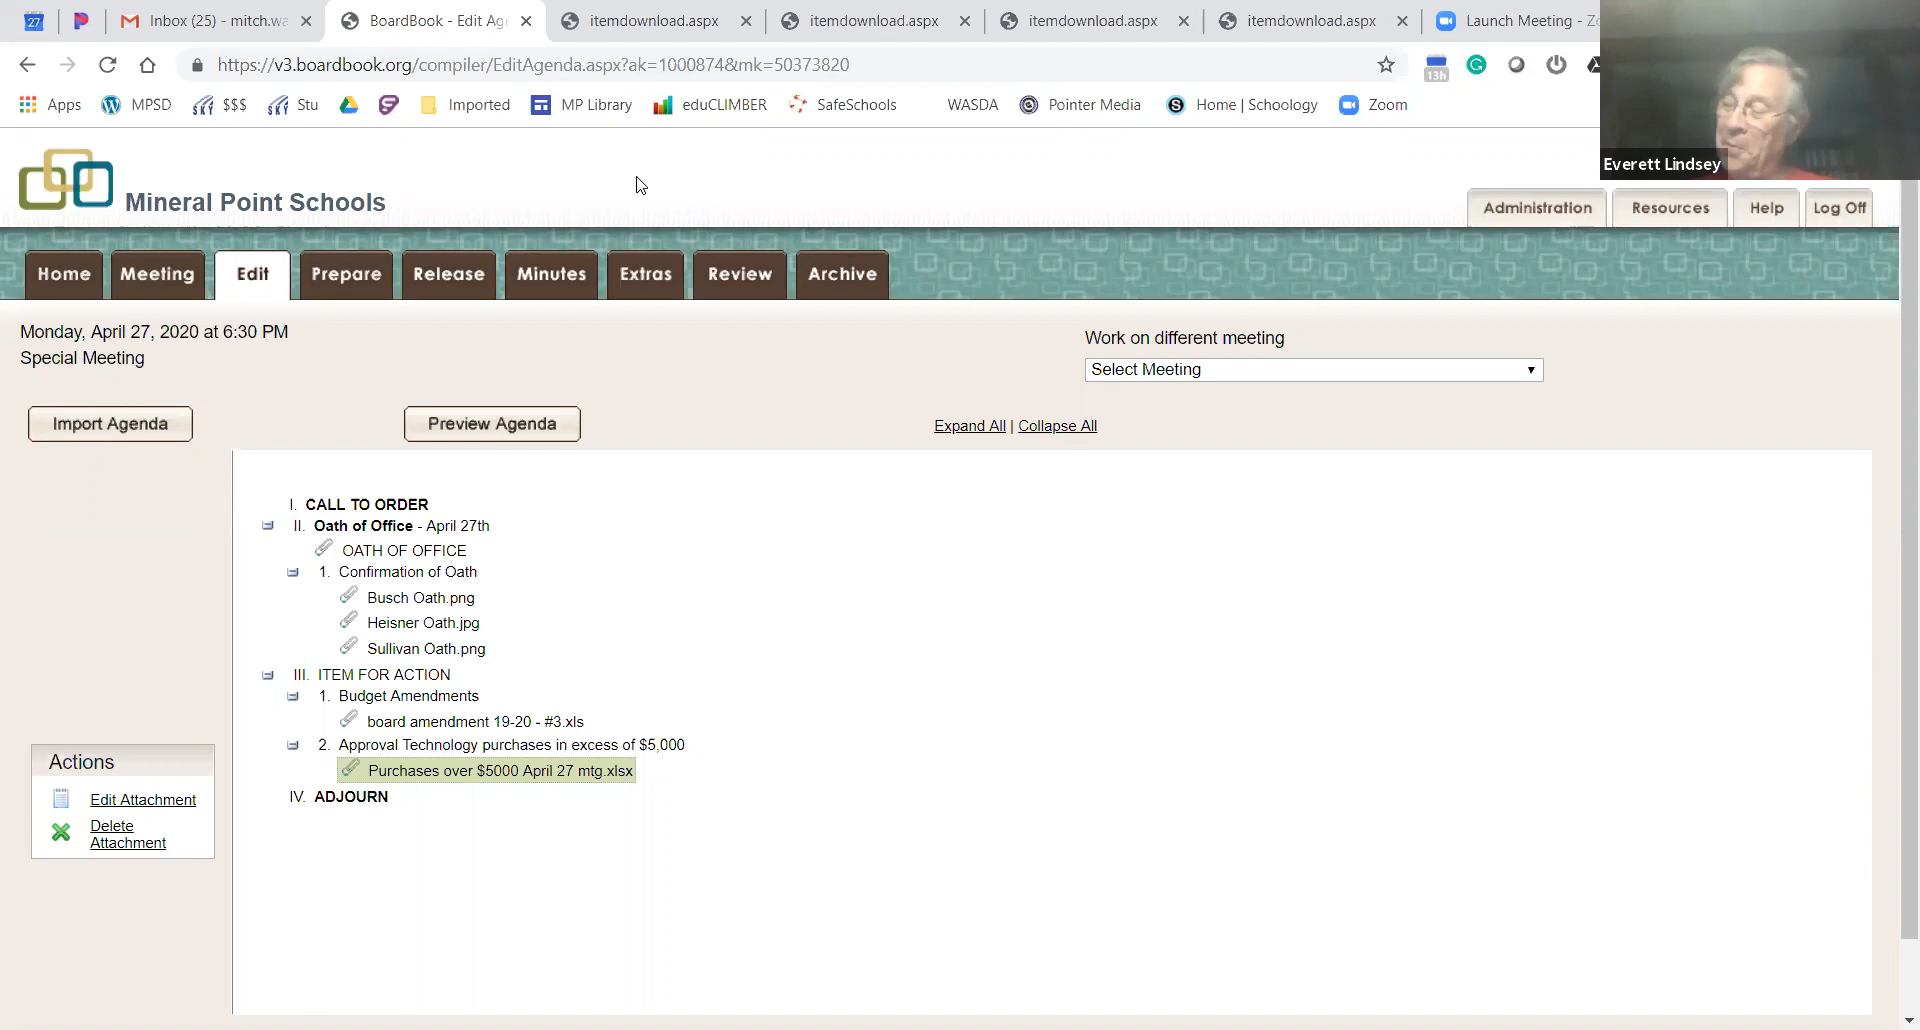 27
Inbox (25) - mitch.wa
BoardBook - Edit Ag
itemdownload.aspx
itemdownload.aspx
itemdownload.aspx
itemdownload.aspx
Launch Meeting - Zo
https://v3.boardbook.org/compiler/EditAgenda.aspx?ak=1000874&mk=50373820
13h
Apps
MPSD
SKY $$$
SKY Stu
Imported
MP Library
eduCLIMBER
SafeSchools
WASDA
Pointer Media
Home | Schoology
Zoom
Everett Lindsey
Mineral Point Schools
Administration
Resources
Help
Log Off
Home
Meeting
Edit
Prepare
Release
Minutes
Extras
Review
Archive
Monday, April 27, 2020 at 6:30 PM
Special Meeting
Work on different meeting
Select Meeting
Import Agenda
Preview Agenda
Expand All | Collapse All
I. CALL TO ORDER
II. Oath of Office - April 27th
OATH OF OFFICE
1. Confirmation of Oath
Busch Oath.png
Heisner Oath.jpg
Sullivan Oath.png
III. ITEM FOR ACTION
1. Budget Amendments
board amendment 19-20 - #3.xls
2. Approval Technology purchases in excess of $5,000
Purchases over $5000 April 27 mtg.xlsx
IV. ADJOURN
Actions
Edit Attachment
Delete
Attachment